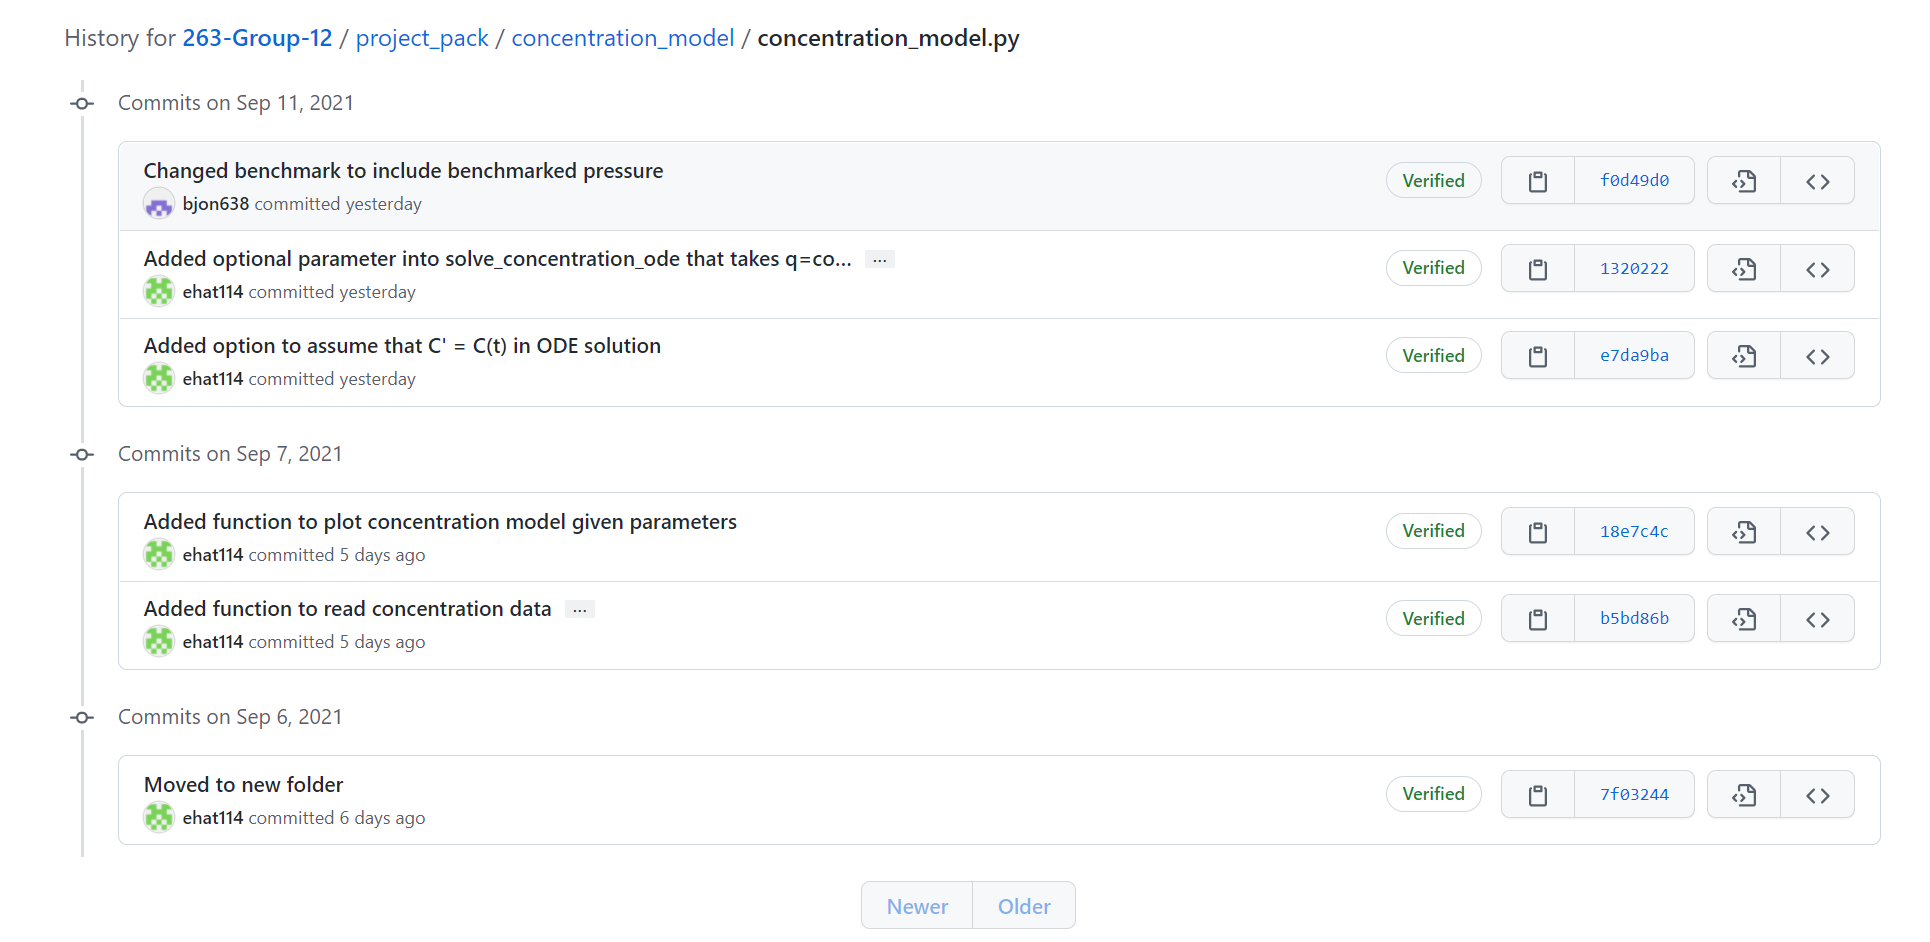 History for 263-Group-12 / project_pack / concentration_model / concentration_model.py
Commits on Sep 11, 2021
Changed benchmark to include benchmarked pressure
bjon638 committed yesterday
Verified
f0d49d0
Added optional parameter into solve_concentration_ode that takes q=co... ...
ehat114 committed yesterday
Verified
1320222
Added option to assume that C' = C(t) in ODE solution
ehat114 committed yesterday
Verified
e7da9ba
Commits on Sep 7, 2021
Added function to plot concentration model given parameters
ehat114 committed 5 days ago
Verified
18e7c4c
Added function to read concentration data ...
ehat114 committed 5 days ago
Verified
b5bd86b
Commits on Sep 6, 2021
Moved to new folder
ehat114 committed 6 days ago
Verified
7f03244
Newer Older